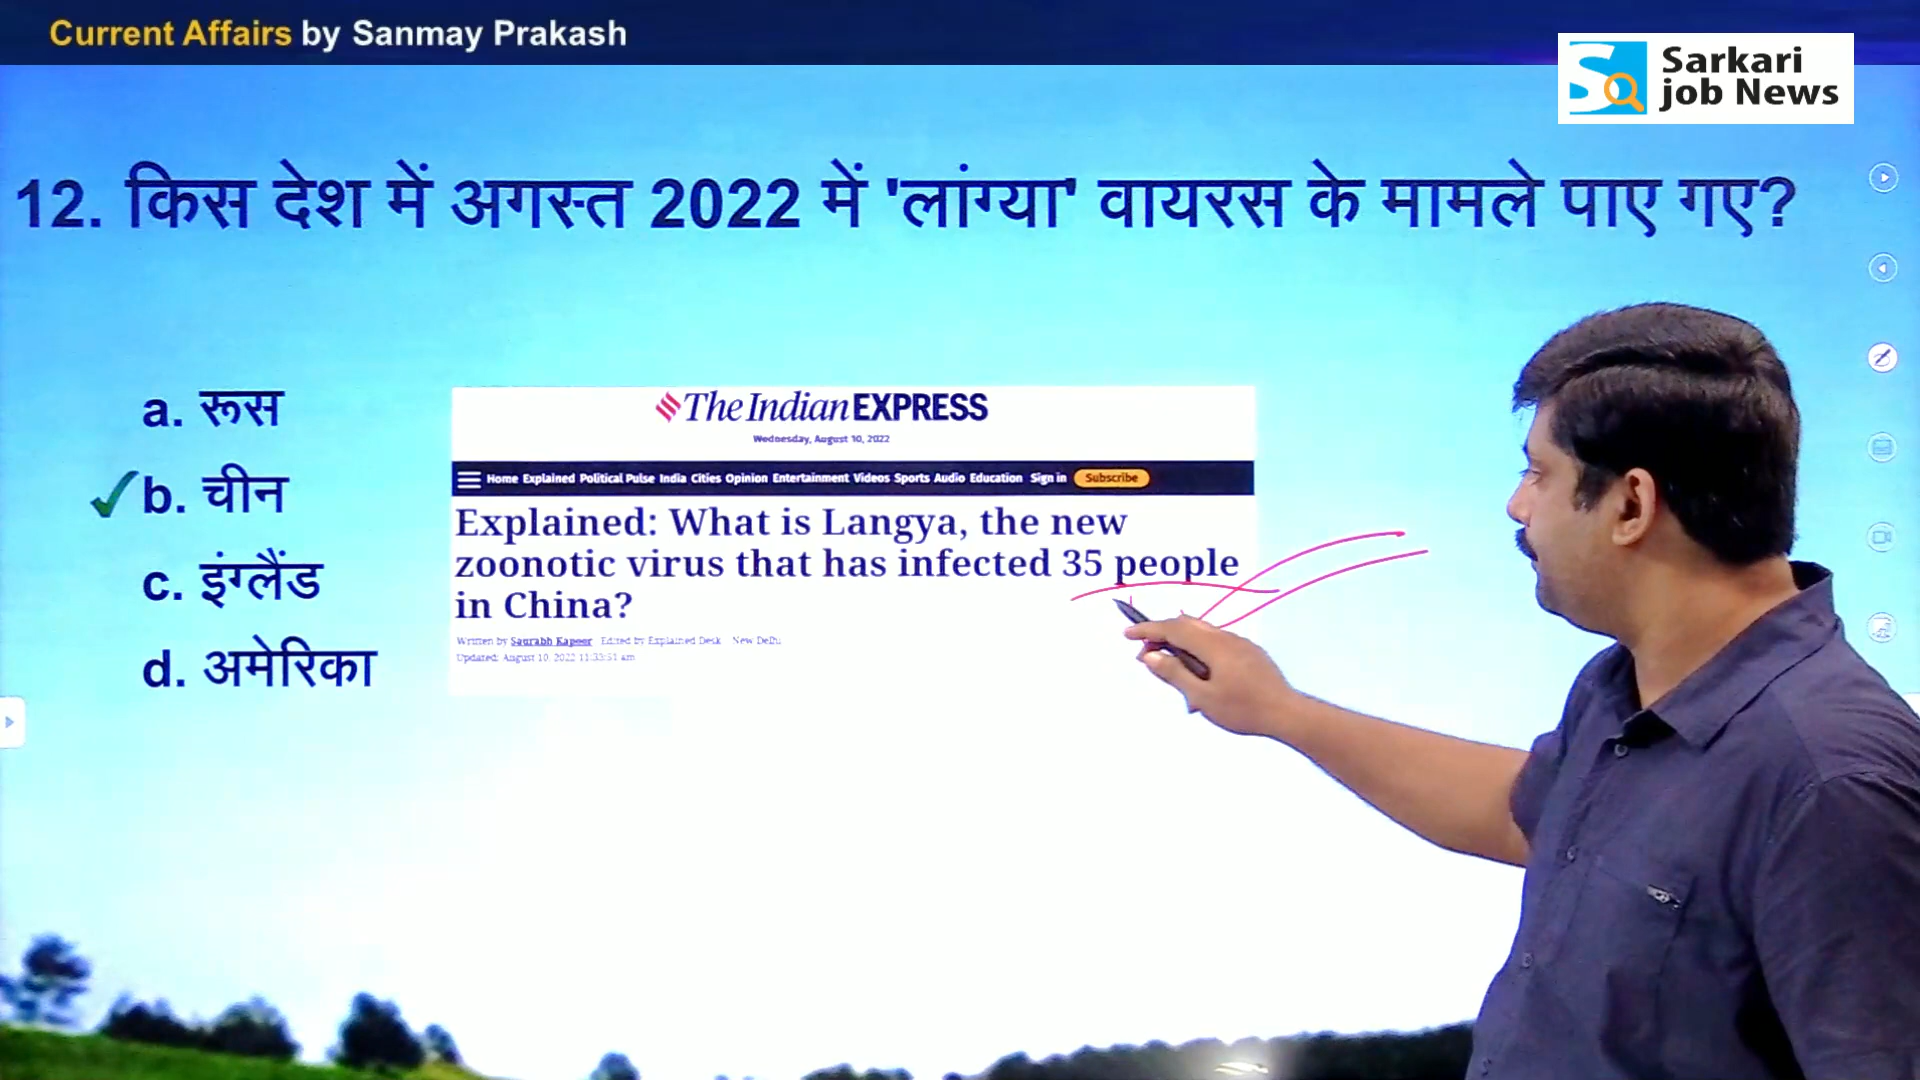 Current Affairs by Sanmay Prakash
Sarkari
job News
12. किस देश में अगस्त 2022 में 'लांग्या' वायरस के मामले पाए गए?
a. रूस
b. चीन
c. इंग्लैंड
d. अमेरिका
The Indian EXPRESS
Wednesday, August 10, 2022
Home Explained Political Pulse India Cities Opinion Entertainment Videos Sports Audio Education Sign in Subscribe
Explained: What is Langya, the new
zoonotic virus that has infected 35 people
in China?
Written by Saurabh Kapoor Edited by Explained Desk New Delhi
Updated: August 10, 2022 11:33:51 am